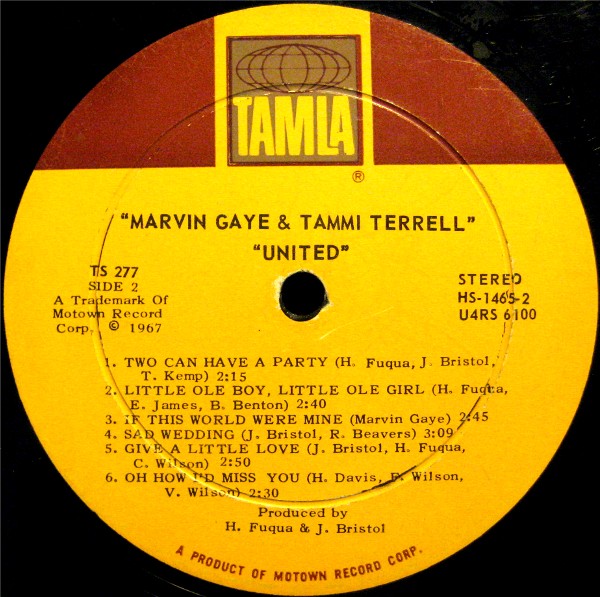 TAMLA
®
"MARVIN GAYE & TAMMI TERRELL"
"UNITED"
TS 277
SIDE 2
A Trademark Of
Motown Record
Corp. © 1967
STEREO
HS-1465-2
U4RS 6100
1. TWO CAN HAVE A PARTY (H. Fuqua, J. Bristol,
T. Kemp) 2:15
2. LITTLE OLE BOY, LITTLE OLE GIRL (H. Fuqua,
E. James, B. Benton) 2:40
3. IF THIS WORLD WERE MINE (Marvin Gaye) 2:45
4. SAD WEDDING (J. Bristol, R. Beavers) 3:09
5. GIVE A LITTLE LOVE (J. Bristol, H. Fuqua,
C. Wilson) 2:50
6. OH HOW I'D MISS YOU (H. Davis, F. Wilson,
V. Wilson) 2:30
Produced by
H. Fuqua & J. Bristol
A PRODUCT OF MOTOWN RECORD CORP.